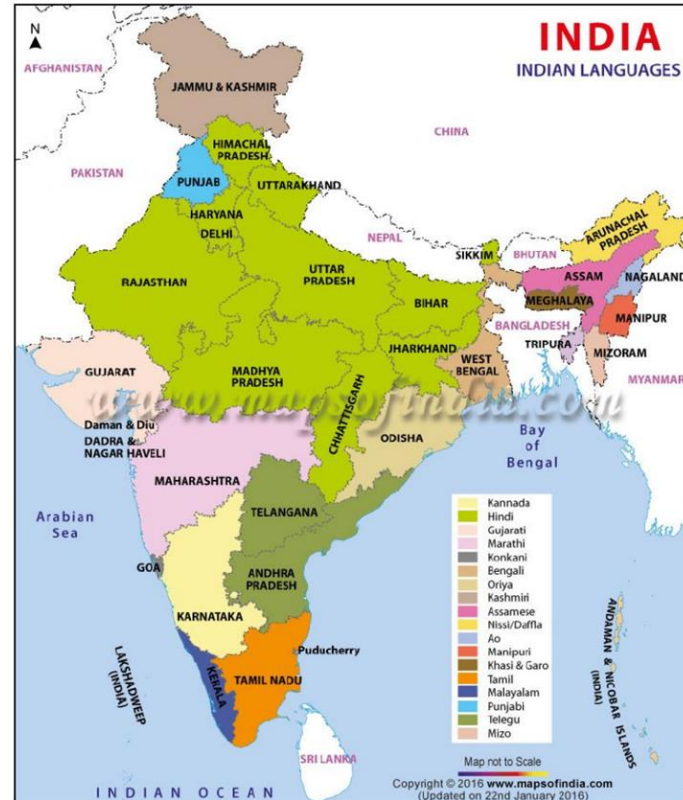 N
INDIA
INDIAN LANGUAGES
AFGHANISTAN
JAMMU & KASHMIR
CHINA
HIMACHAL
PRADESH
PAKISTAN
PUNJAB
UTTARAKHAND
HARYANA
DELHI
NEPAL
ARUNACHAL
PRADESH
SIKKIM
BHUTAN
RAJASTHAN
UTTAR
PRADESH
ASSAM
NAGALAND
BIHAR
MEGHALAYA
MANIPUR
BANGLADESH
JHARKHAND
TRIPURA
MIZORAM
GUJARAT
MADHYA
PRADESH
WEST
BENGAL
MYANMAR
www.mapsofindia.com
CHHATTISGARH
Daman & Diu
DADRA &
NAGAR HAVELI
ODISHA
Bay
of
Bengal
MAHARASHTRA
TELANGANA
Arabian
Sea
GOA
ANDHRA
PRADESH
KARNATAKA
Puducherry
LAKSHADWEEP
(INDIA)
KERALA
TAMIL NADU
ANDAMAN & NICOBAR ISLANDS
(INDIA)
SRI LANKA
INDIAN OCEAN
Kannada
Hindi
Gujarati
Marathi
Konkani
Bengali
Oriya
Kashmiri
Assamese
Nissi/Daffla
Ao
Manipuri
Khasi & Garo
Tamil
Malayalam
Punjabi
Telegu
Mizo
Map not to Scale
Copyright © 2016 www.mapsofindia.com
(Updated on 22nd January 2016)